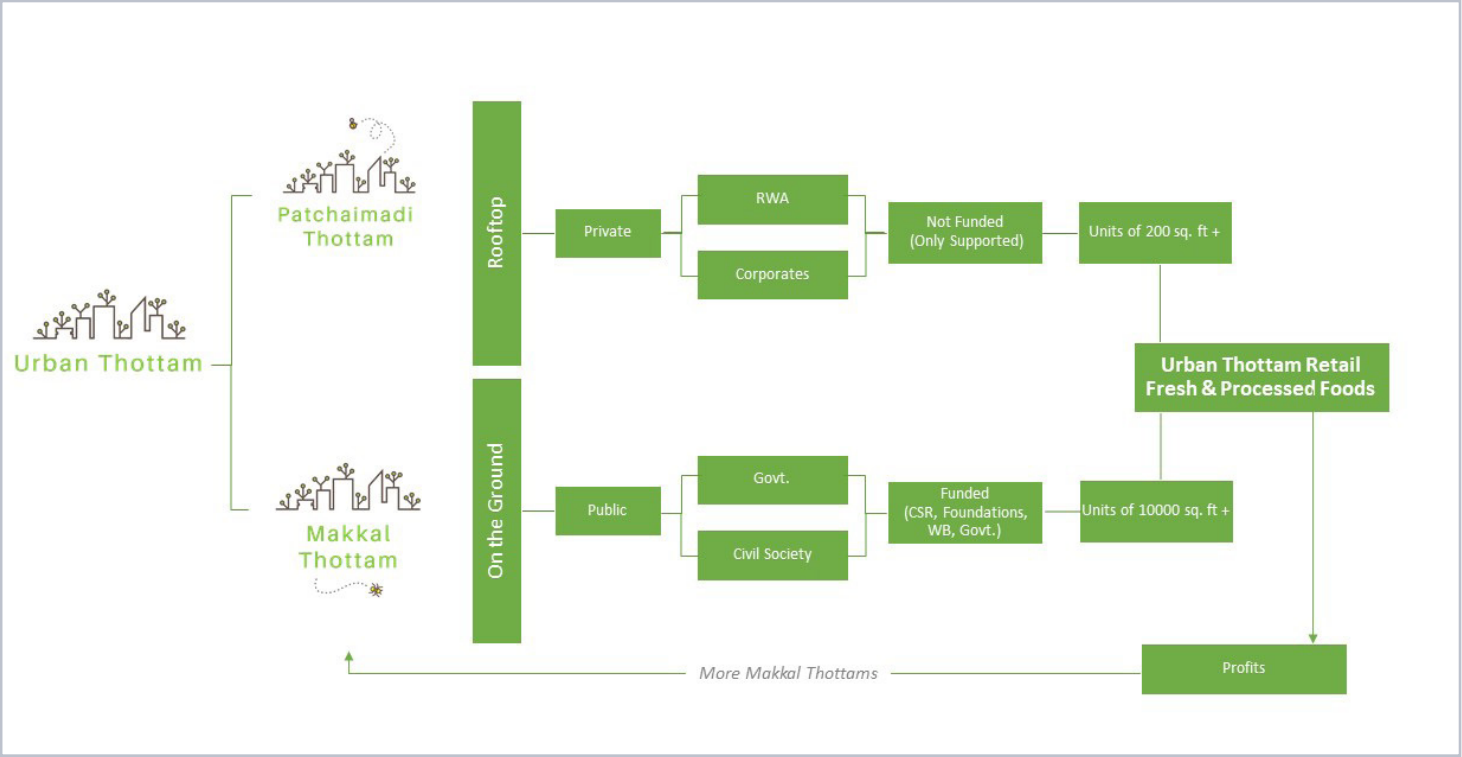 Urban Thottam
Patchaimadi
Thottam
Rooftop
Private
RWA
Corporates
Not Funded
(Only Supported)
Units of 200 sq. ft +
Urban Thottam Retail
Fresh & Processed Foods
Makkal
Thottam
On the Ground
Public
Govt.
Civil Society
Funded
(CSR, Foundations,
WB, Govt.)
Units of 10000 sq. ft +
Profits
More Makkal Thottams